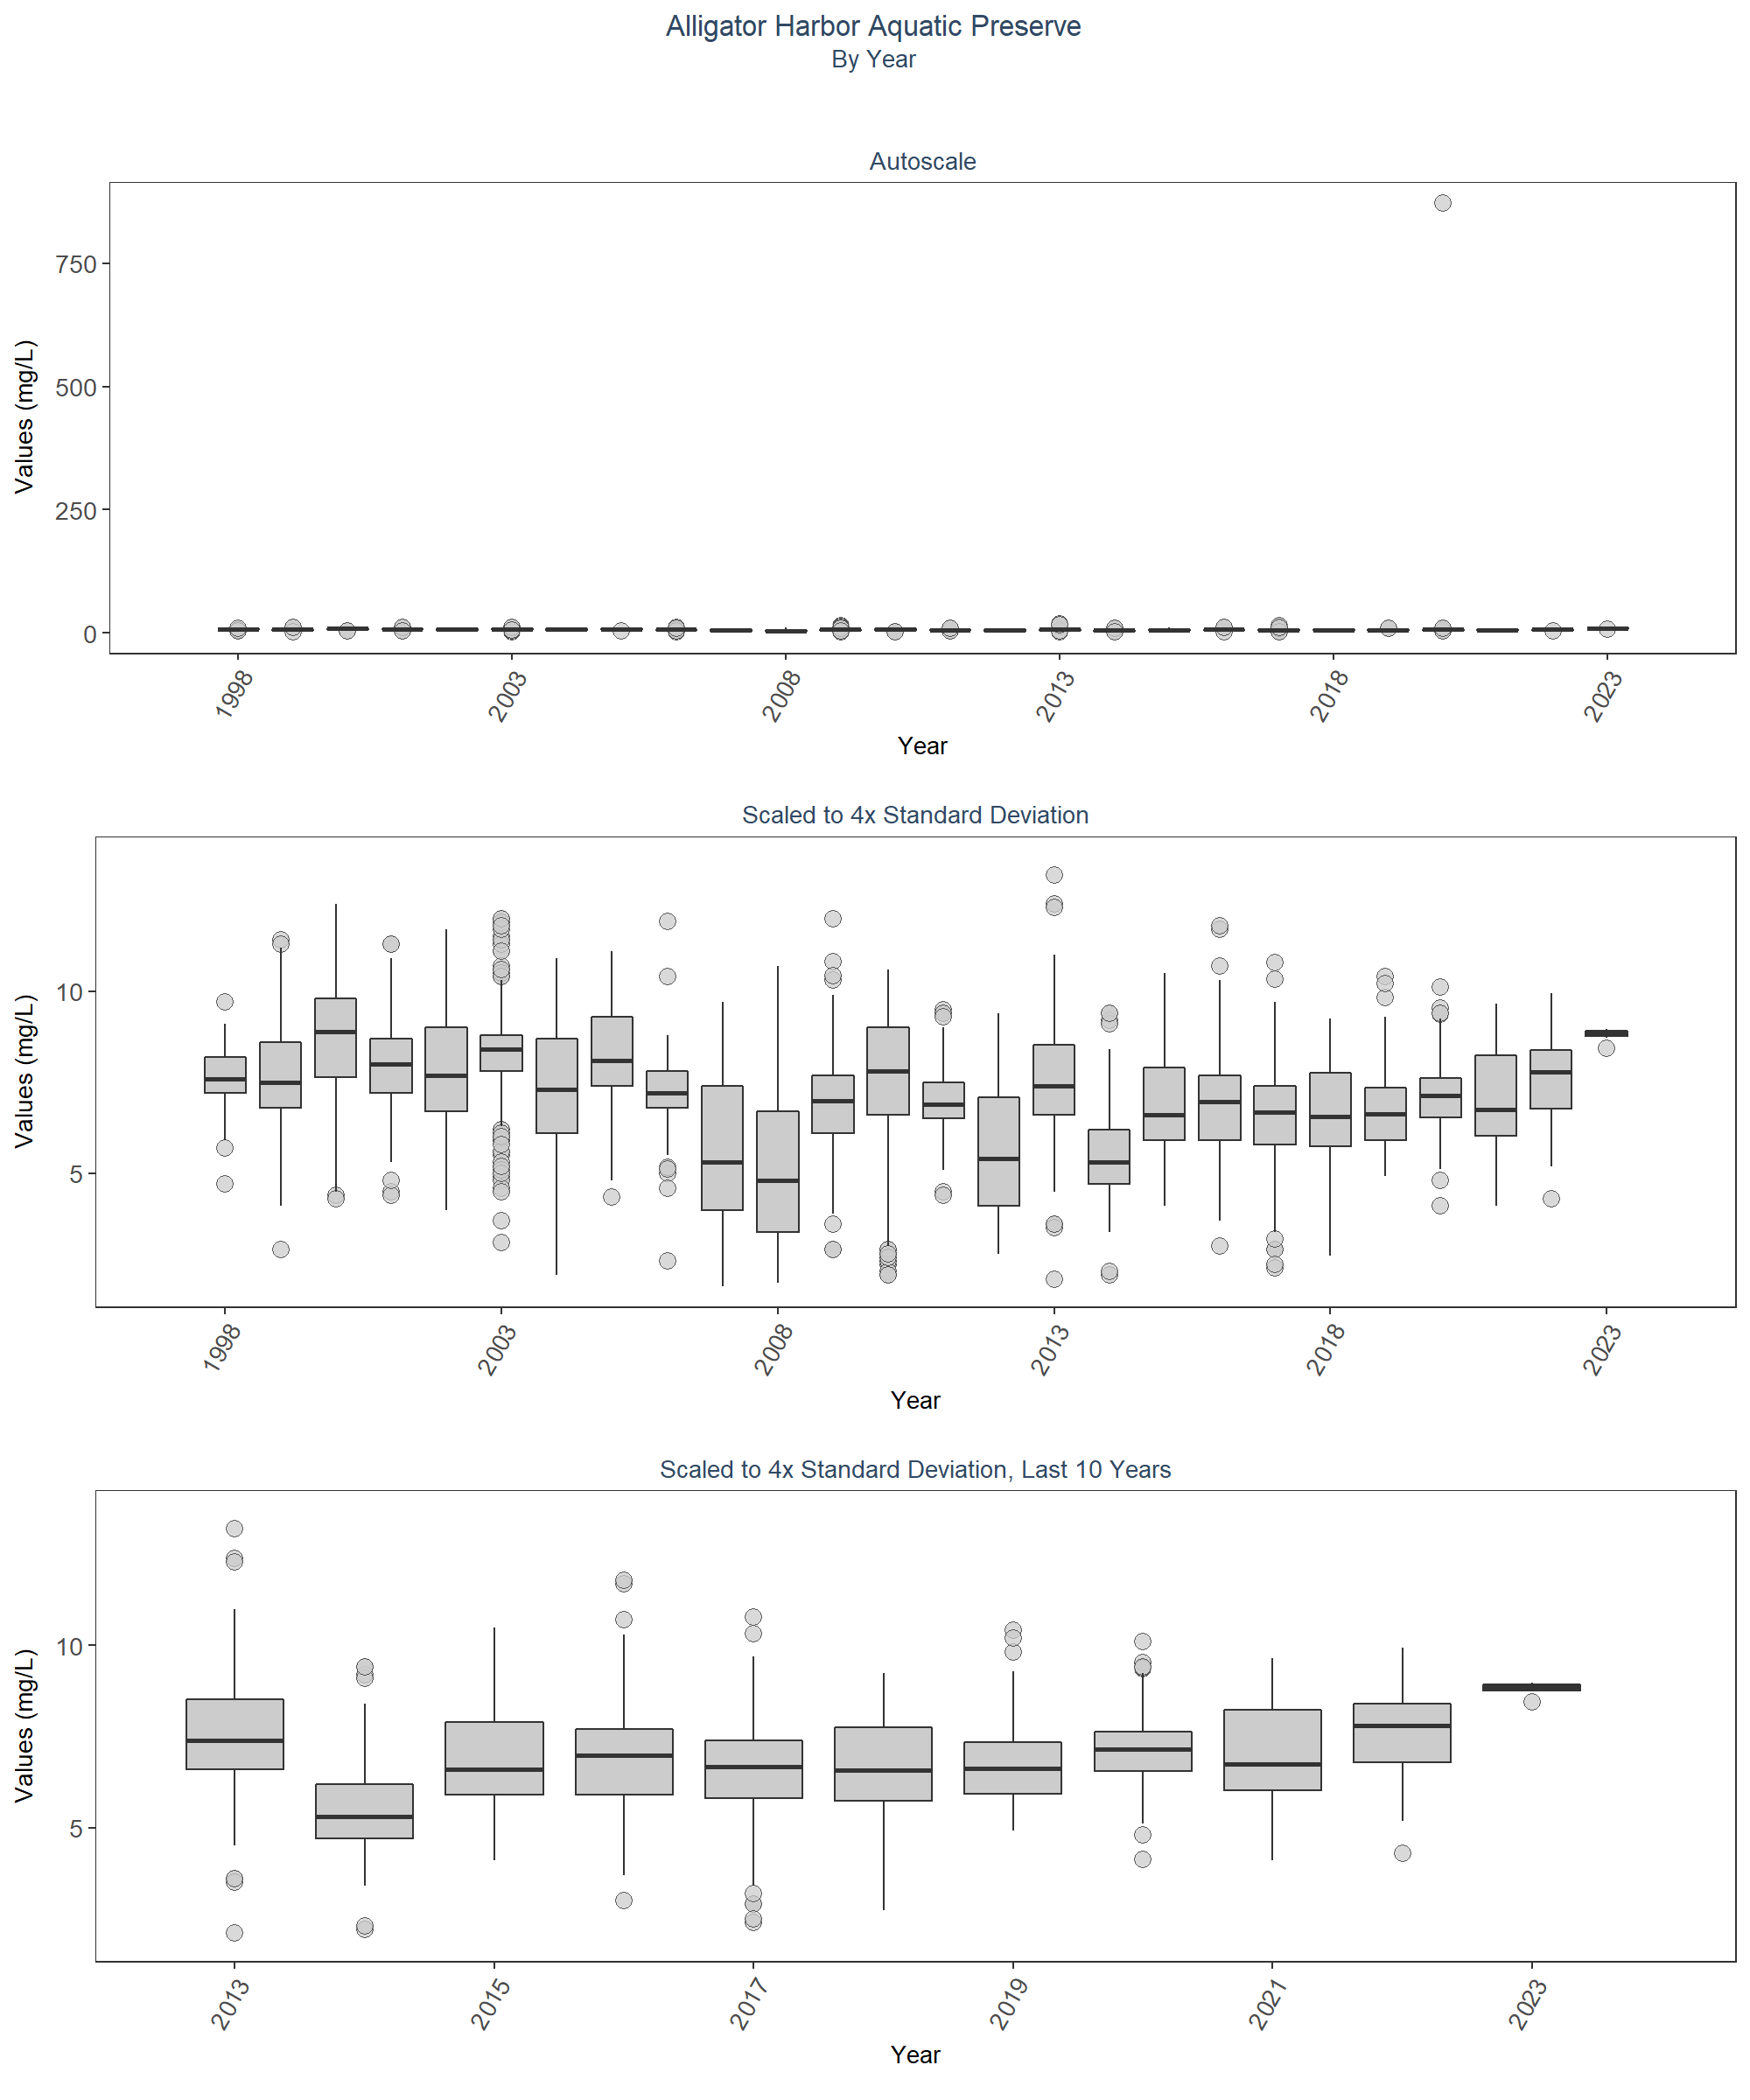 Alligator Harbor Aquatic Preserve
By Year
Autoscale
Values (mg/L)
750
500
250
0
1998
2003
2008
2013
2018
2023
Year
Scaled to 4x Standard Deviation
Values (mg/L)
10
5
1998
2003
2008
2013
2018
2023
Year
Scaled to 4x Standard Deviation, Last 10 Years
Values (mg/L)
10
5
2013
2015
2017
2019
2021
2023
Year